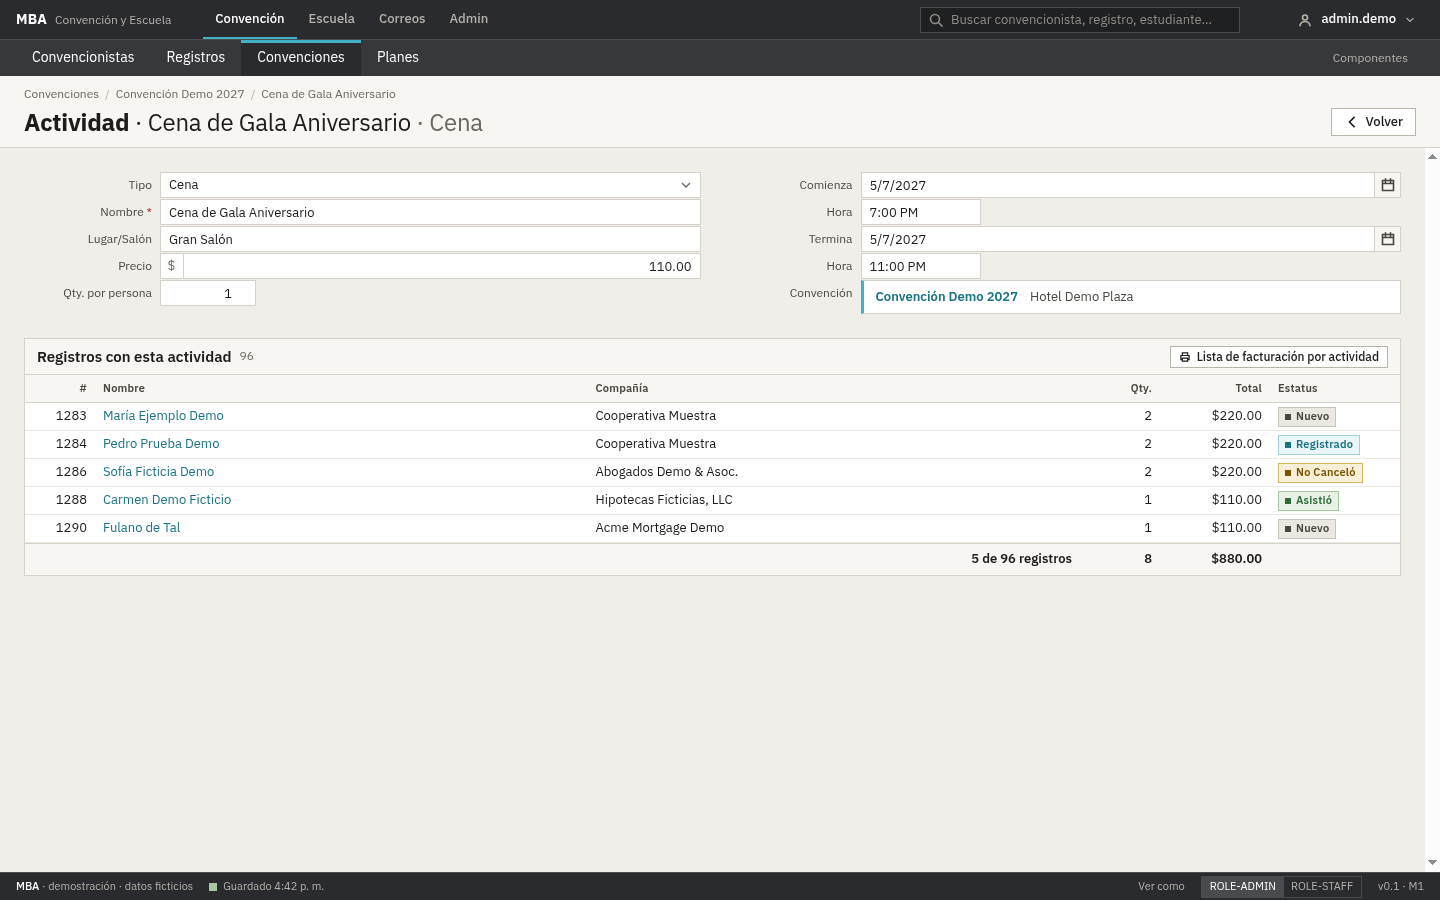 MBA Convención y Escuela Convención Escuela Correos Admin Buscar convencionista, registro, estudiante... admin.demo
Convencionistas Registros Convenciones Planes Componentes
Convenciones / Convención Demo 2027 / Cena de Gala Aniversario
Actividad · Cena de Gala Aniversario · Cena Volver
Tipo Cena
Nombre * Cena de Gala Aniversario
Lugar/Salón Gran Salón
Precio $ 110.00
Qty. por persona 1
Comienza 5/7/2027
Hora 7:00 PM
Termina 5/7/2027
Hora 11:00 PM
Convención Convención Demo 2027 Hotel Demo Plaza
Registros con esta actividad 96 Lista de facturación por actividad
# Nombre Compañía Qty. Total Estatus
1283 María Ejemplo Demo Cooperativa Muestra 2 $220.00 Nuevo
1284 Pedro Prueba Demo Cooperativa Muestra 2 $220.00 Registrado
1286 Sofía Ficticia Demo Abogados Demo & Asoc. 2 $220.00 No Canceló
1288 Carmen Demo Ficticio Hipotecas Ficticias, LLC 1 $110.00 Asistió
1290 Fulano de Tal Acme Mortgage Demo 1 $110.00 Nuevo
5 de 96 registros 8 $880.00
MBA · demostración · datos ficticios Guardado 4:42 p. m. Ver como ROLE-ADMIN ROLE-STAFF v0.1 · M1